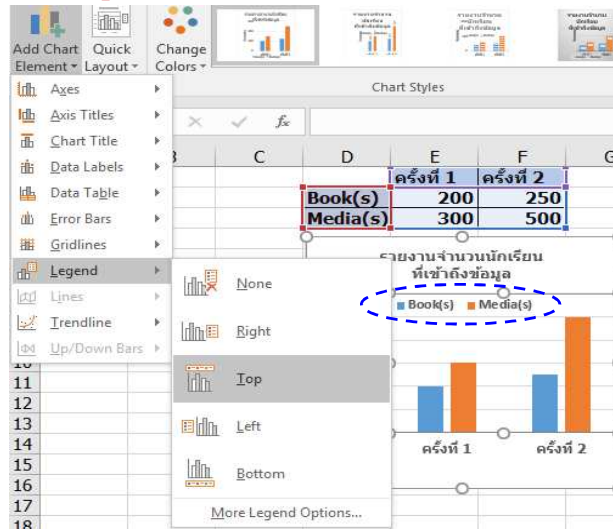 Add Chart Element
Quick Layout
Change Colors
Chart Styles
Axes
Axis Titles
Chart Title
Data Labels
Data Table
Error Bars
Gridlines
Legend
Lines
Trendline
Up/Down Bars
None
Right
Top
Left
Bottom
More Legend Options...
fx
C D E F G
ครั้งที่ 1 ครั้งที่ 2
Book(s) 200 250
Media(s) 300 500
รายงานจำนวนนักเรียน
ที่เข้าถึงข้อมูล
Book(s) Media(s)
ครั้งที่ 1 ครั้งที่ 2
11
12
13
14
15
16
17
18